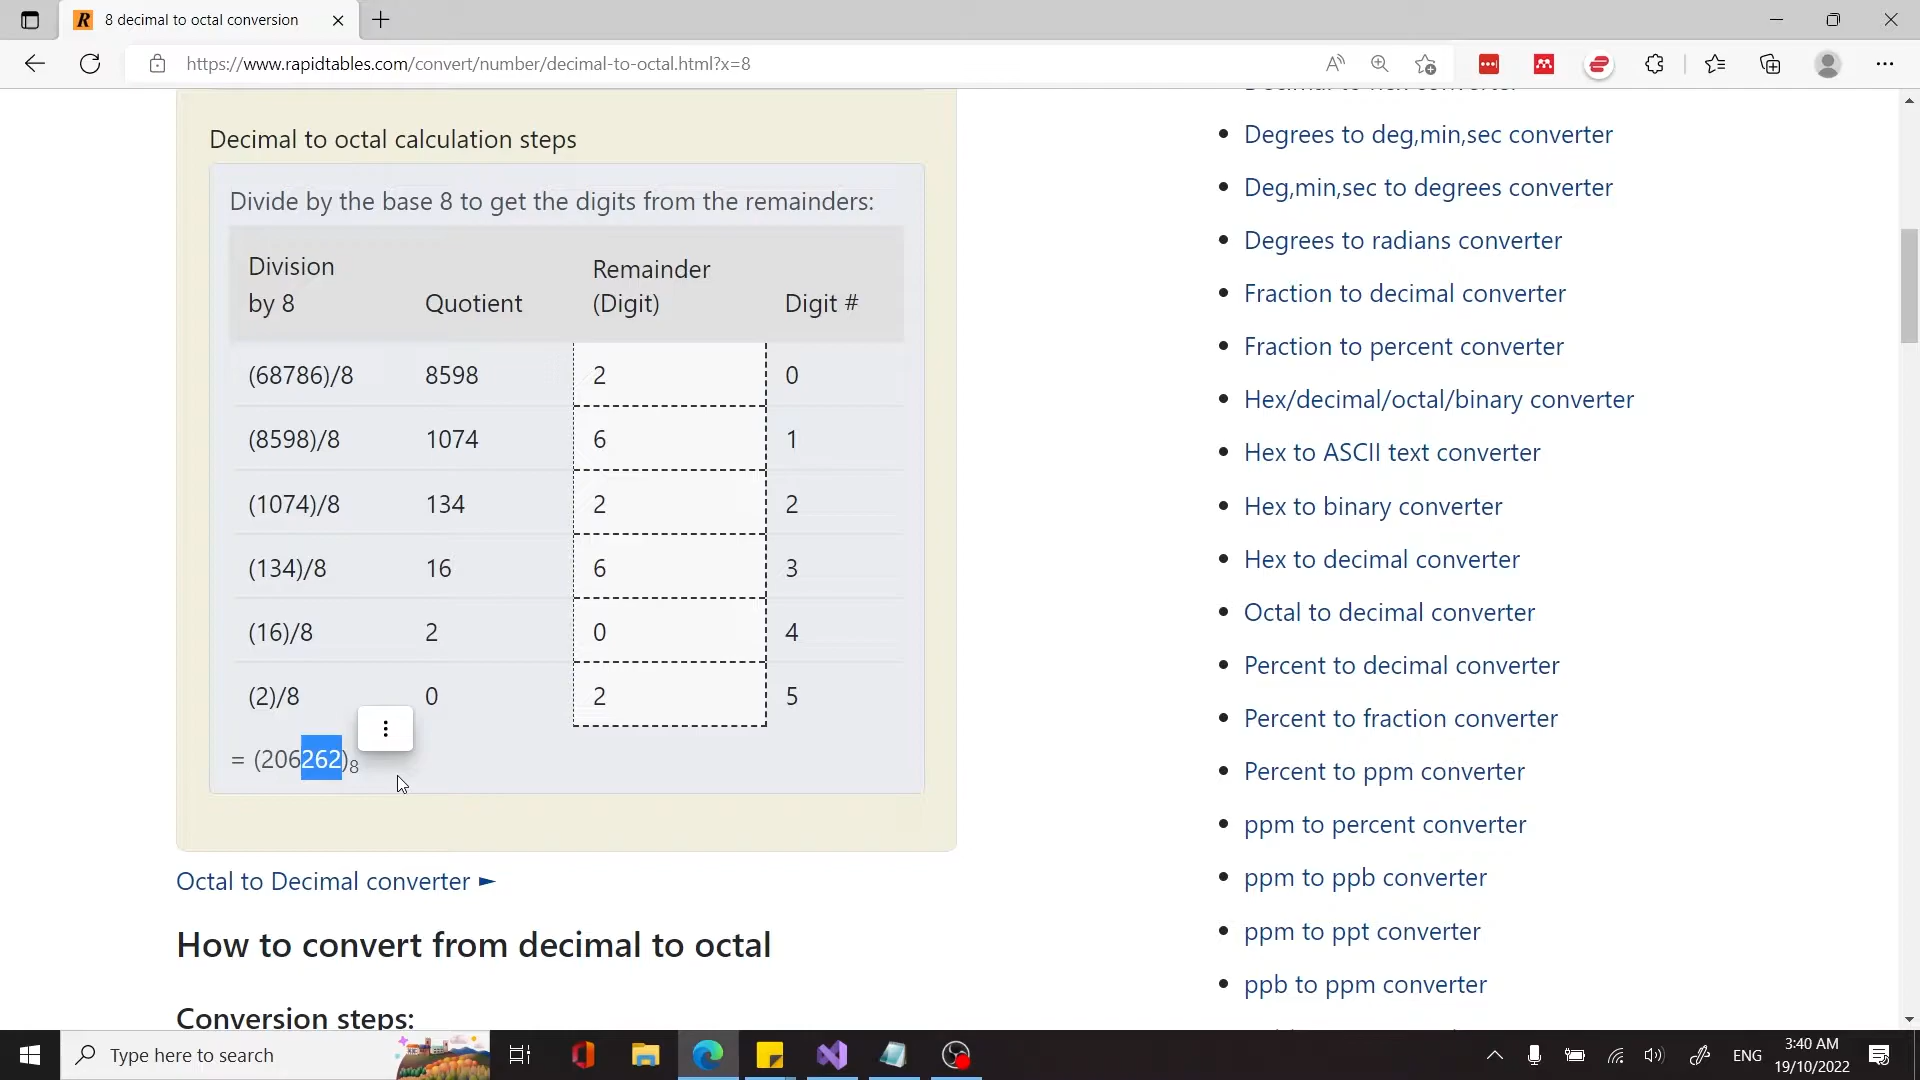 8 decimal to octal conversion
https://www.rapidtables.com/convert/number/decimal-to-octal.html?x=8
Decimal to octal calculation steps
Divide by the base 8 to get the digits from the remainders:
Division by 8 Quotient Remainder (Digit) Digit #
(68786)/8 8598 2 0
(8598)/8 1074 6 1
(1074)/8 134 2 2
(134)/8 16 6 3
(16)/8 2 0 4
(2)/8 0 2 5
= (206262)8
Octal to Decimal converter ►
How to convert from decimal to octal
Conversion steps:
Degrees to deg,min,sec converter
Deg,min,sec to degrees converter
Degrees to radians converter
Fraction to decimal converter
Fraction to percent converter
Hex/decimal/octal/binary converter
Hex to ASCII text converter
Hex to binary converter
Hex to decimal converter
Octal to decimal converter
Percent to decimal converter
Percent to fraction converter
Percent to ppm converter
ppm to percent converter
ppm to ppb converter
ppm to ppt converter
ppb to ppm converter
Type here to search
ENG
3:40 AM
19/10/2022